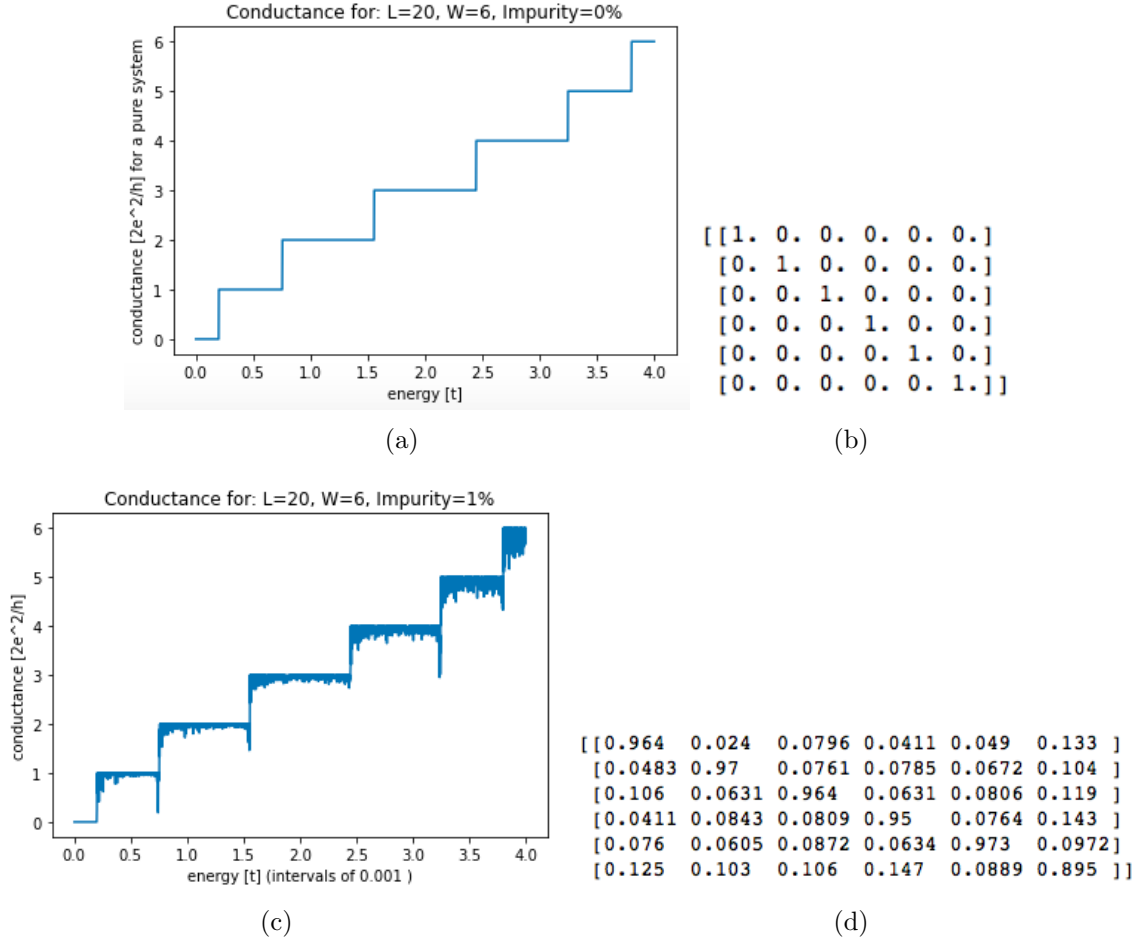 Conductance for: L=20, W=6, Impurity=0%
conductance [2e^2/h] for a pure system
6
5
4
3
2
1
0
0.0 0.5 1.0 1.5 2.0 2.5 3.0 3.5 4.0
energy [t]
(a)
[[1. 0. 0. 0. 0. 0.]
[0. 1. 0. 0. 0. 0.]
[0. 0. 1. 0. 0. 0.]
[0. 0. 0. 1. 0. 0.]
[0. 0. 0. 0. 1. 0.]
[0. 0. 0. 0. 0. 1.]]
(b)
Conductance for: L=20, W=6, Impurity=1%
conductance [2e^2/h]
6
5
4
3
2
1
0
0.0 0.5 1.0 1.5 2.0 2.5 3.0 3.5 4.0
energy [t] (intervals of 0.001 )
(c)
[[0.964 0.024 0.0796 0.0411 0.049 0.133 ]
[0.0483 0.97 0.0761 0.0785 0.0672 0.104 ]
[0.106 0.0631 0.964 0.0631 0.0806 0.119 ]
[0.0411 0.0843 0.0809 0.95 0.0764 0.143 ]
[0.076 0.0605 0.0872 0.0634 0.973 0.0972]
[0.125 0.103 0.106 0.147 0.0889 0.895 ]]
(d)